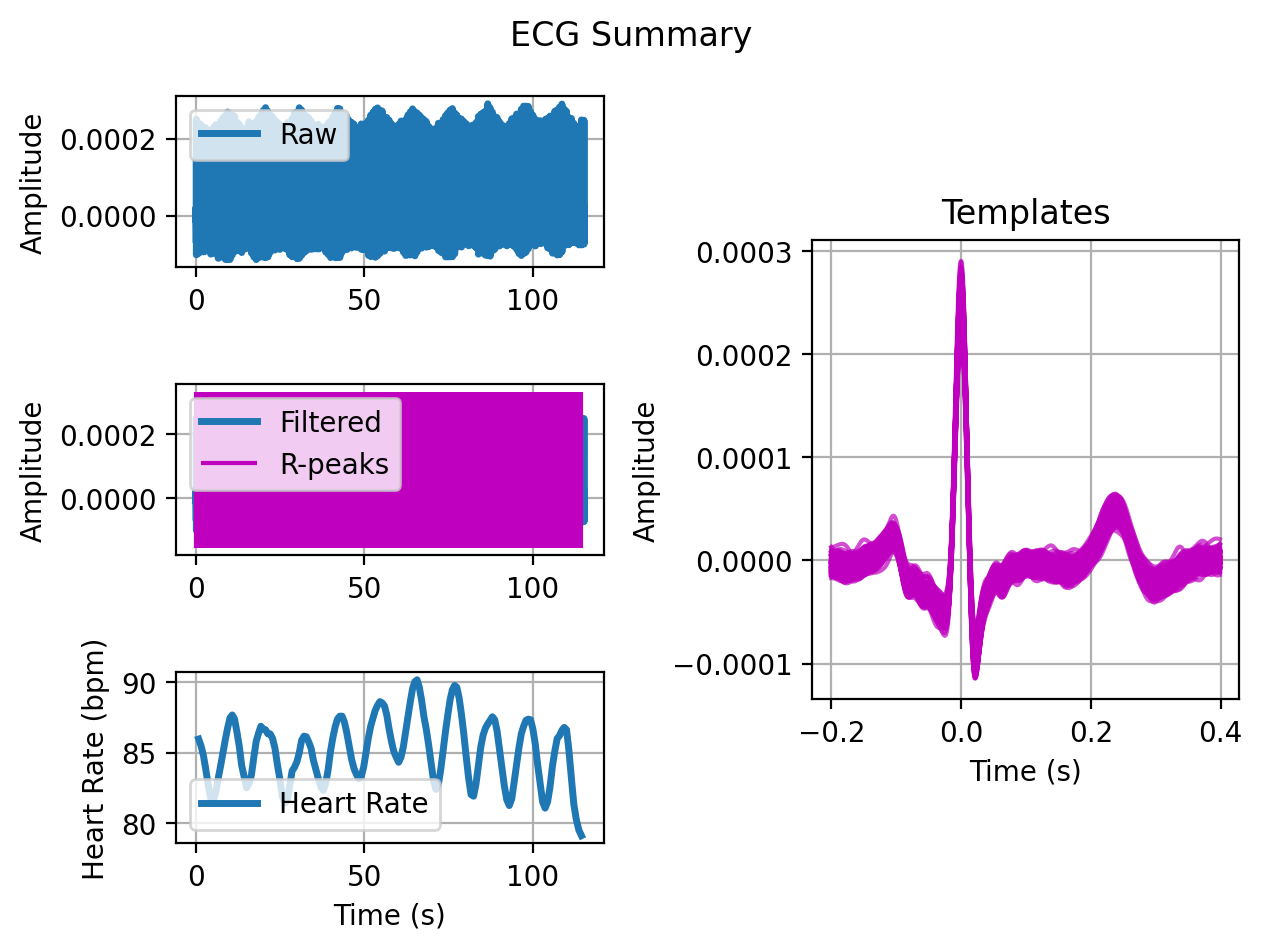 ECG Summary
Amplitude
0.0002
0.0000
Raw
0
50
100
Amplitude
0.0002
0.0000
Filtered
R-peaks
0
50
100
Heart Rate (bpm)
90
85
80
Heart Rate
0
50
100
Time (s)
Templates
Amplitude
0.0003
0.0002
0.0001
0.0000
−0.0001
−0.2
0.0
0.2
0.4
Time (s)